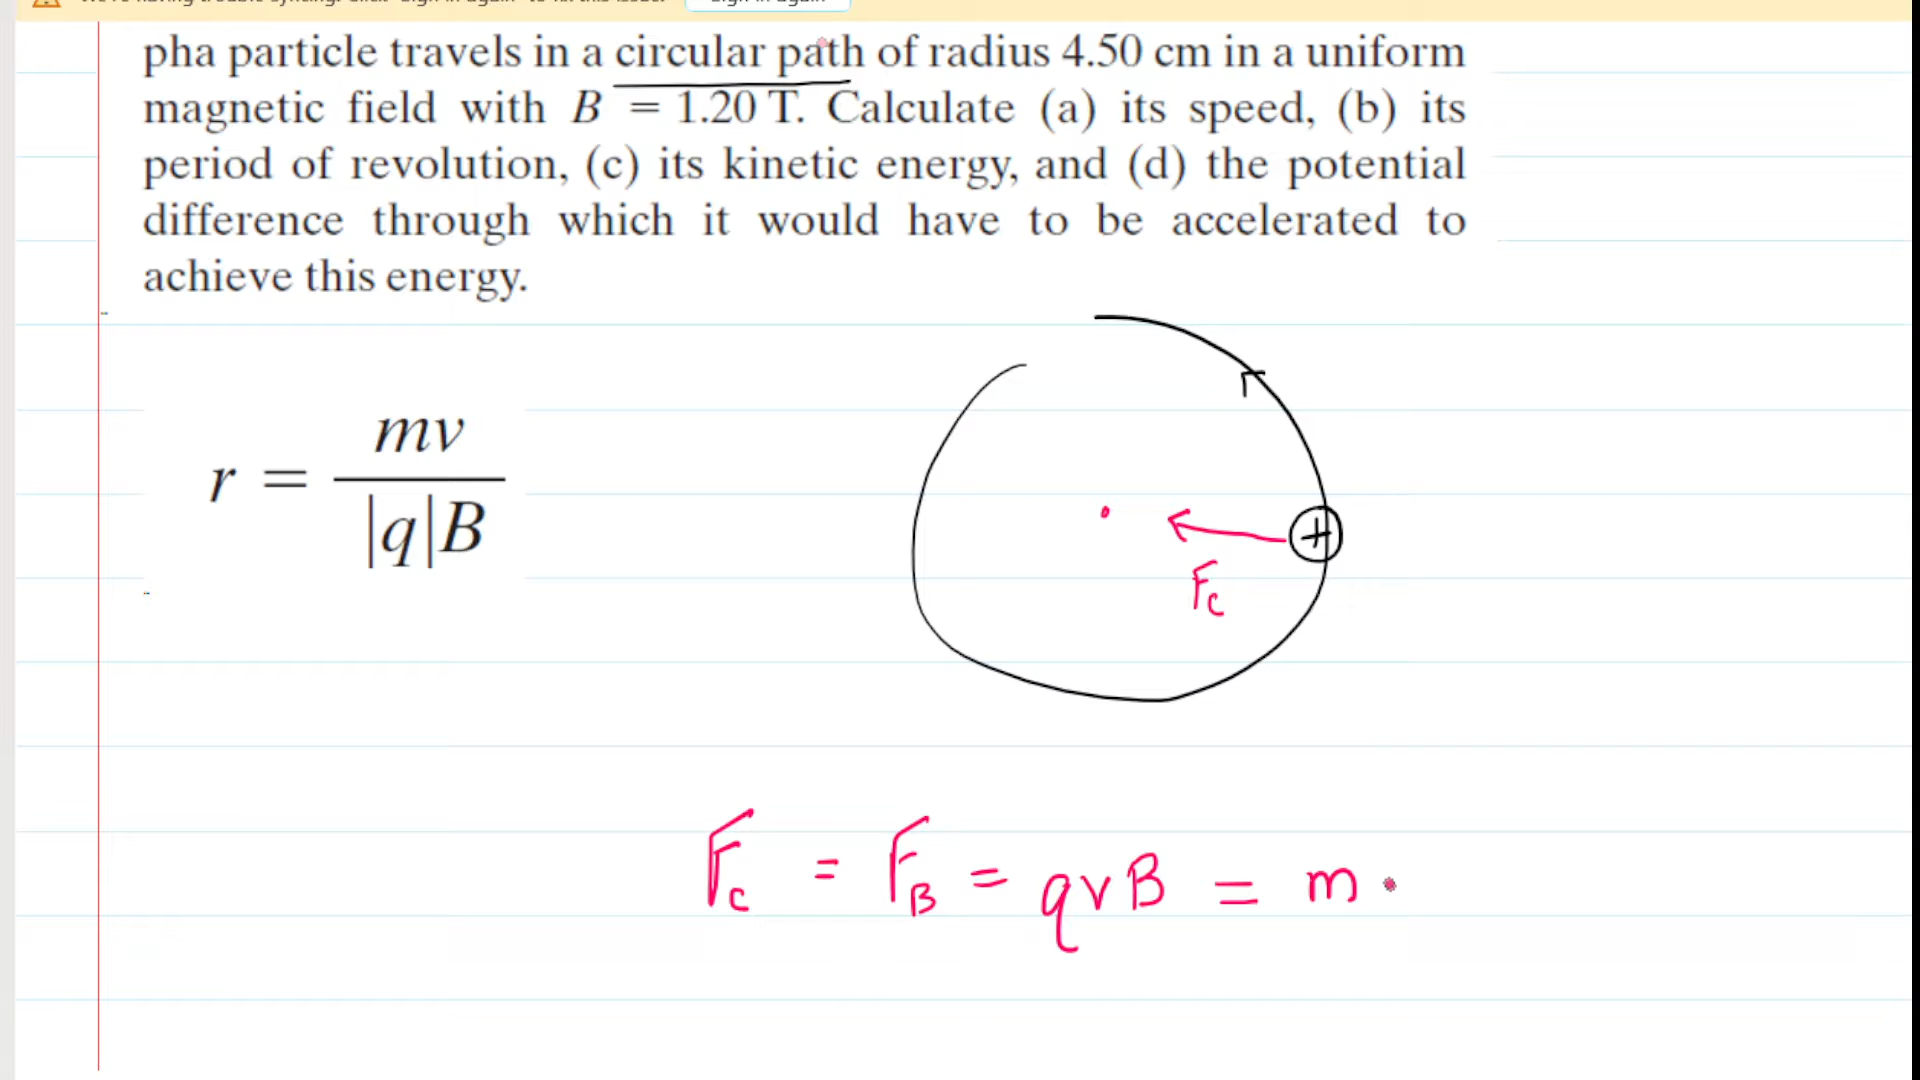 pha particle travels in a circular path of radius 4.50 cm in a uniform
magnetic field with B = 1.20 T. Calculate (a) its speed, (b) its
period of revolution, (c) its kinetic energy, and (d) the potential
difference through which it would have to be accelerated to
achieve this energy.
r = mv / |q|B
+
Fc
Fc = FB = qvB = m